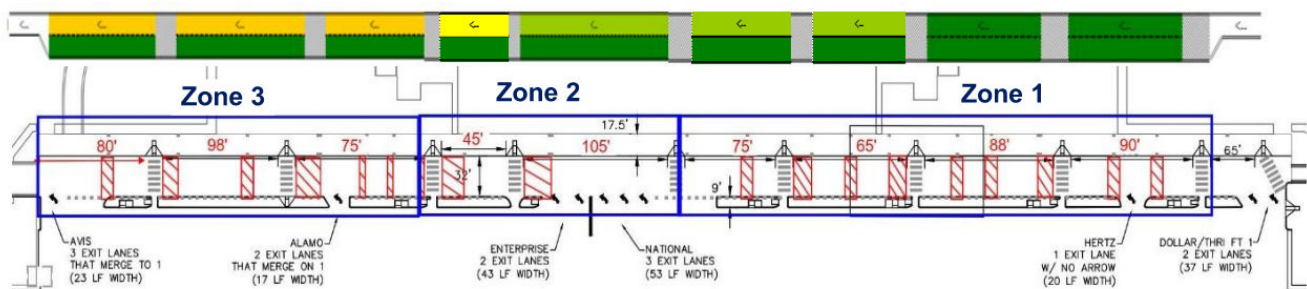 Zone 3
Zone 2
Zone 1
17.5'
80'
98'
75'
45'
105'
75'
65'
88'
90'
65'
32'
9'
AVIS
3 EXIT LANES
THAT MERGE TO 1
(23 LF WIDTH)
ALAMO
2 EXIT LANES
THAT MERGE ON 1
(17 LF WIDTH)
ENTERPRISE
2 EXIT LANES
(43 LF WIDTH)
NATIONAL
3 EXIT LANES
(53 LF WIDTH)
HERTZ
1 EXIT LANE
W/ NO ARROW
(20 LF WIDTH)
DOLLAR/THRI FT 1
2 EXIT LANES
(37 LF WIDTH)